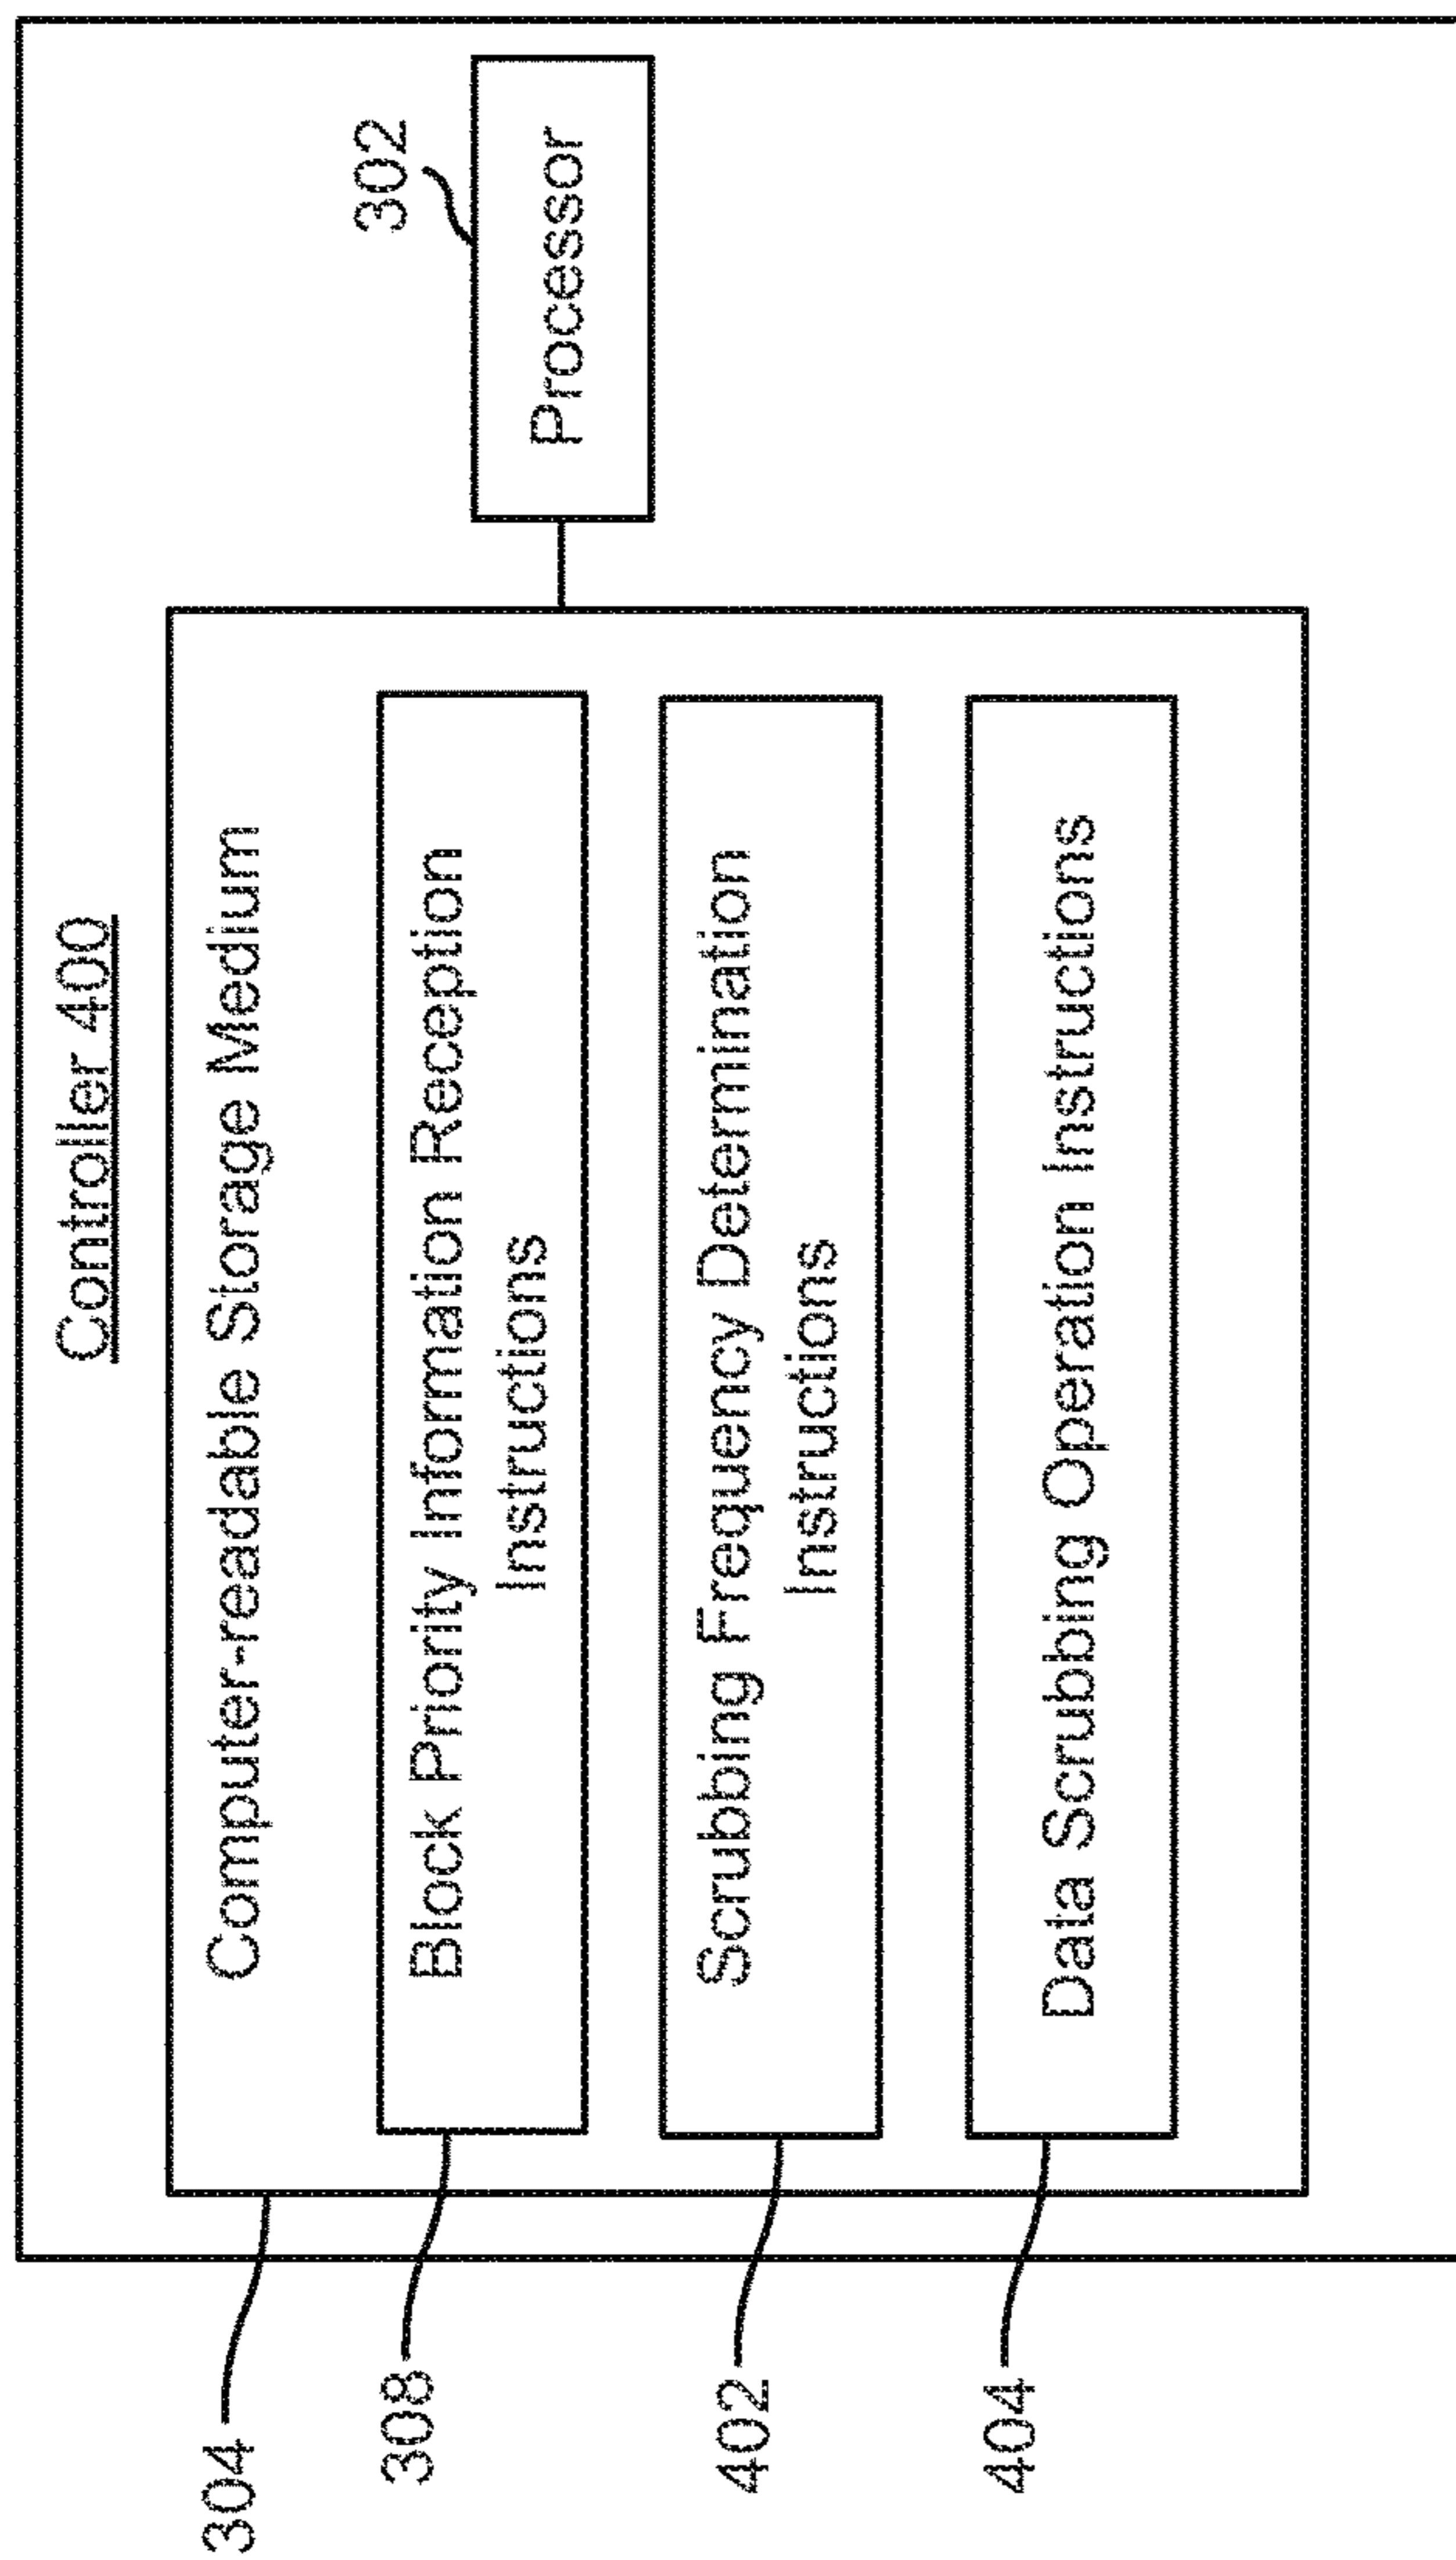 Controller 400
304
Computer-readable Storage Medium
308
Block Priority Information Reception
Instructions
402
Scrubbing Frequency Determination
Instructions
404
Data Scrubbing Operation Instructions
302
Processor